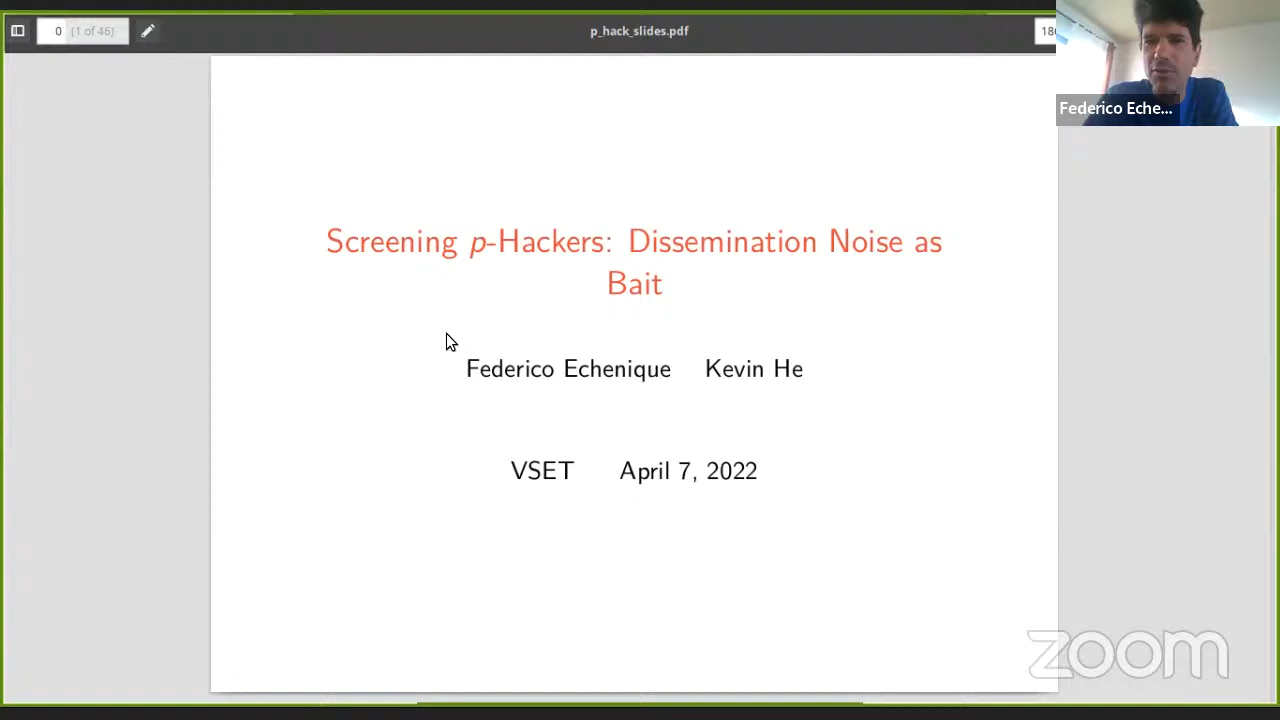 0 (1 of 46)
p_hack_slides.pdf
180
Federico Eche...
Screening p-Hackers: Dissemination Noise as
Bait
Federico Echenique Kevin He
VSET April 7, 2022
zoom